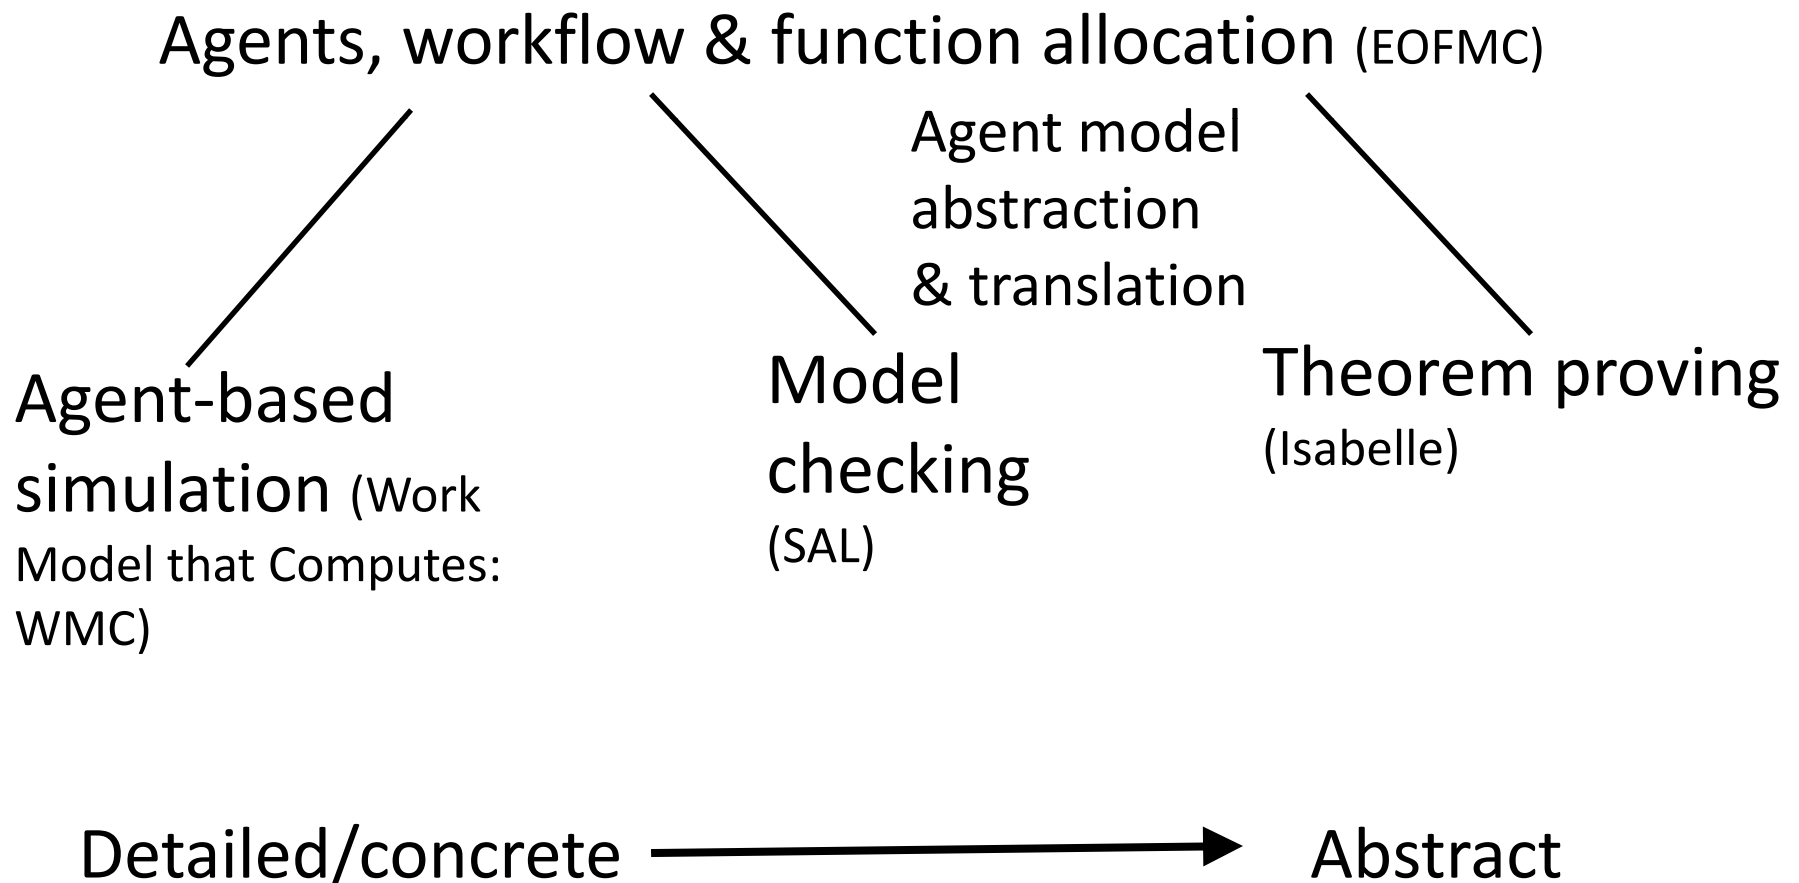 Agents, workflow & function allocation (EOFMC)
Agent model
abstraction
& translation
Agent-based
simulation (Work
Model that Computes:
WMC)
Model
checking
(SAL)
Theorem proving
(Isabelle)
Detailed/concrete
Abstract